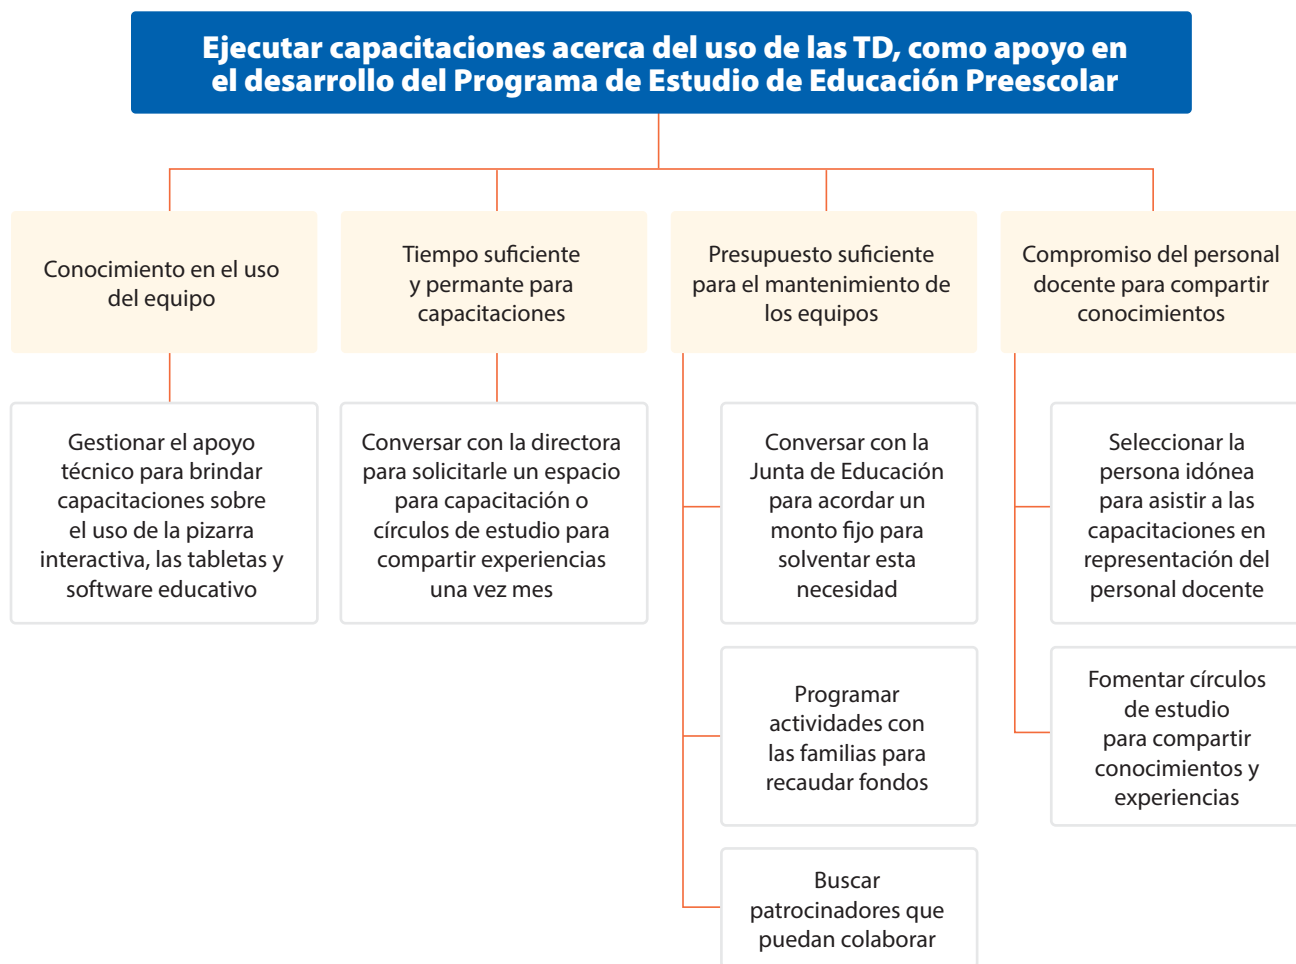 Ejecutar capacitaciones acerca del uso de las TD, como apoyo en
el desarrollo del Programa de Estudio de Educación Preescolar
Conocimiento en el uso
del equipo
Tiempo suficiente
y permante para
capacitaciones
Presupuesto suficiente
para el mantenimiento de
los equipos
Compromiso del personal
docente para compartir
conocimientos
Gestionar el apoyo
técnico para brindar
capacitaciones sobre
el uso de la pizarra
interactiva, las tabletas y
software educativo
Conversar con la directora
para solicitarle un espacio
para capacitación o
círculos de estudio para
compartir experiencias
una vez mes
Conversar con la
Junta de Educación
para acordar un
monto fijo para
solventar esta
necesidad
Seleccionar la
persona idónea
para asistir a las
capacitaciones en
representación del
personal docente
Programar
actividades con
las familias para
recaudar fondos
Fomentar círculos
de estudio
para compartir
conocimientos y
experiencias
Buscar
patrocinadores que
puedan colaborar